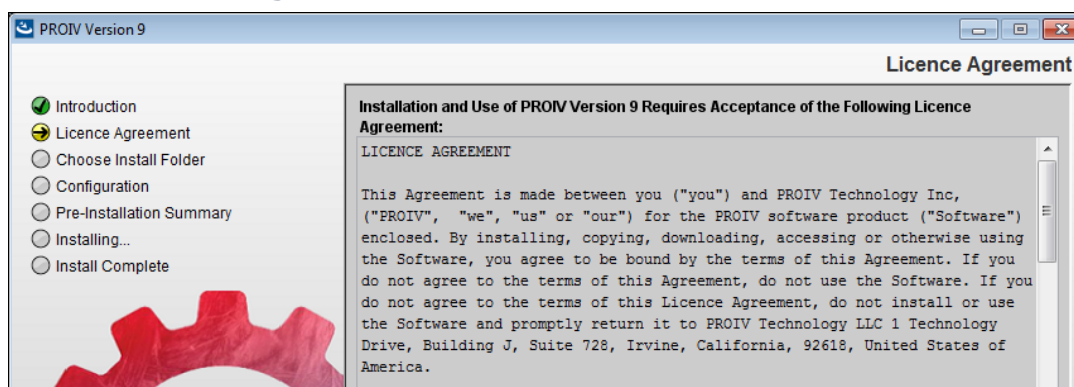 PROIV Version 9
Licence Agreement
Introduction
Licence Agreement
Choose Install Folder
Configuration
Pre-Installation Summary
Installing...
Install Complete
Installation and Use of PROIV Version 9 Requires Acceptance of the Following Licence
Agreement:
LICENCE AGREEMENT
This Agreement is made between you ("you") and PROIV Technology Inc,
("PROIV", "we", "us" or "our") for the PROIV software product ("Software")
enclosed. By installing, copying, downloading, accessing or otherwise using
the Software, you agree to be bound by the terms of this Agreement. If you
do not agree to the terms of this Agreement, do not use the Software. If you
do not agree to the terms of this Licence Agreement, do not install or use
the Software and promptly return it to PROIV Technology LLC 1 Technology
Drive, Building J, Suite 728, Irvine, California, 92618, United States of
America.